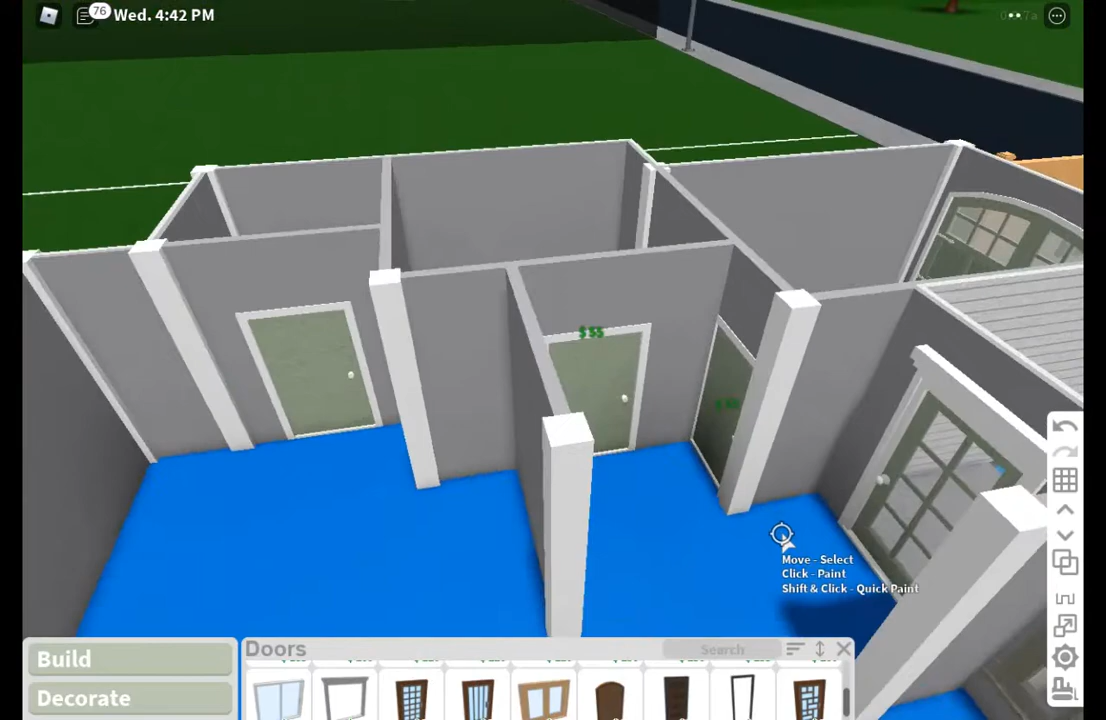 76
Wed. 4:42 PM
$55
Move - Select
Click - Paint
Shift & Click - Quick Paint
Doors
Search
Build
Decorate